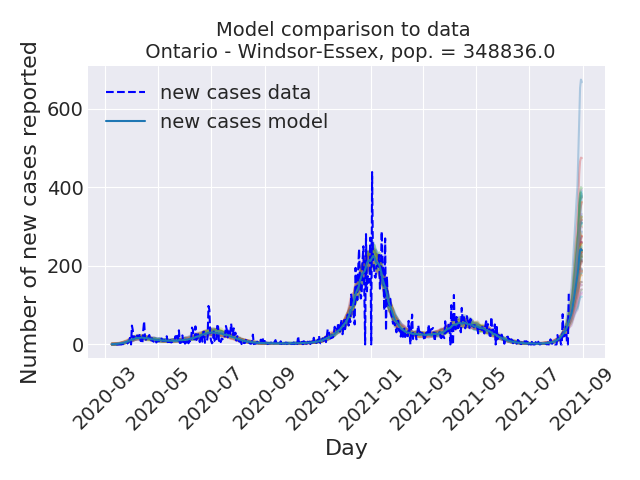 Model comparison to data
Ontario - Windsor-Essex, pop. = 348836.0
Number of new cases reported
600
400
200
0
new cases data
new cases model
2020-03
2020-05
2020-07
2020-09
2020-11
2021-01
2021-03
2021-05
2021-07
2021-09
Day